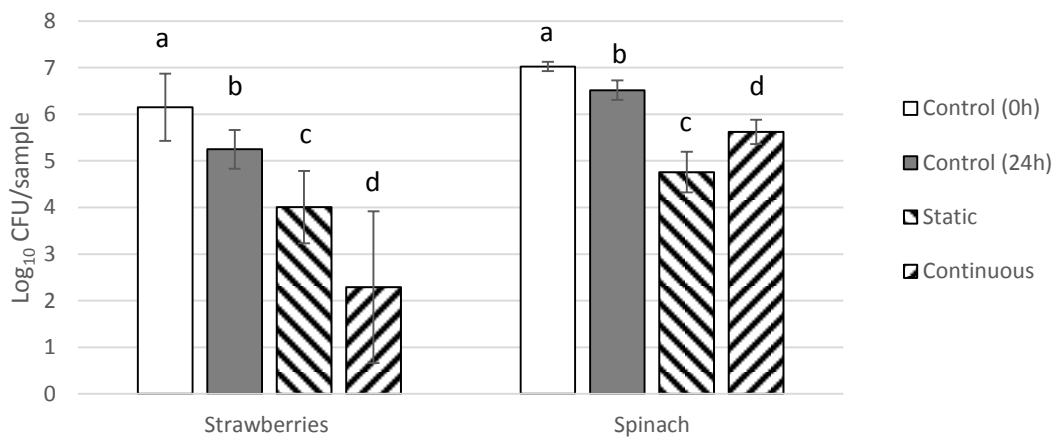 8
7
6
5
4
3
2
1
0
Log₁₀ CFU/sample
a
b
c
d
a
b
c
d
Strawberries
Spinach
Control (0h)
Control (24h)
Static
Continuous